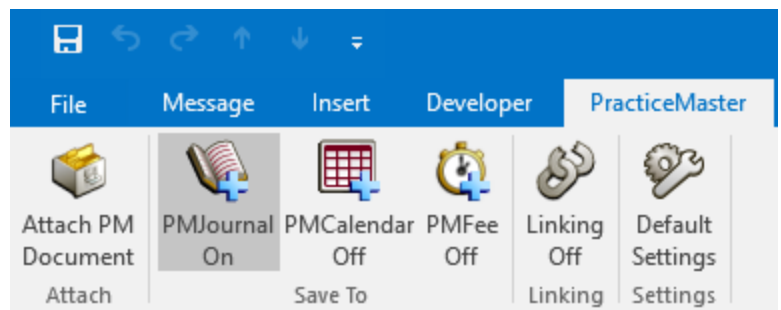 File Message Insert Developer PracticeMaster
Attach PM Document
PMJournal On
PMCalendar Off
PMFee Off
Linking Off
Default Settings
Attach Save To Linking Settings